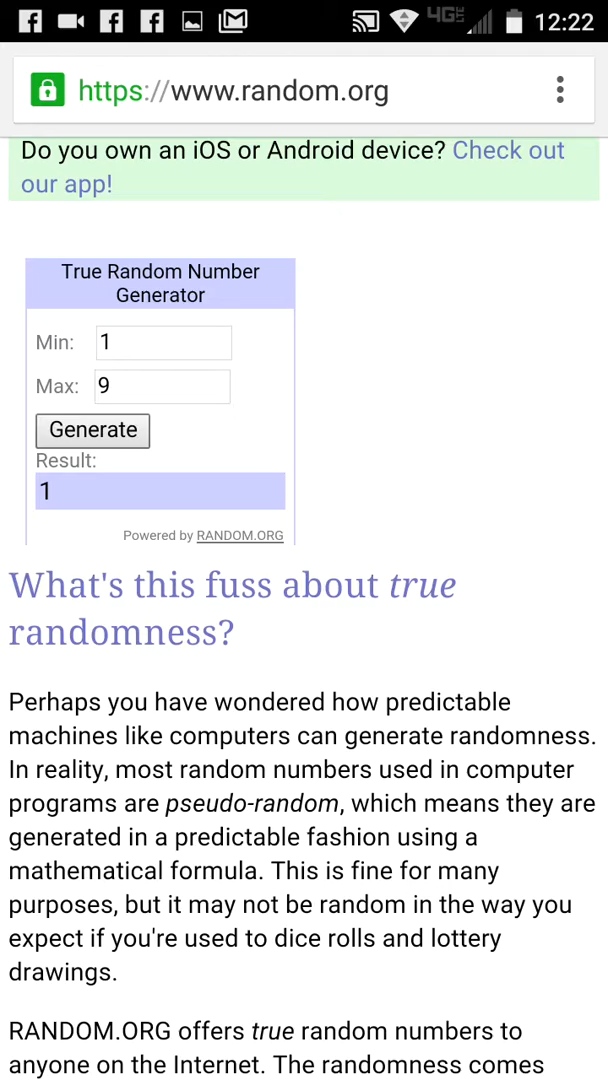 4G LTE 12:22
https://www.random.org
Do you own an iOS or Android device? Check out
our app!
True Random Number
Generator
Min: 1
Max: 9
Generate
Result:
1
Powered by RANDOM.ORG
What's this fuss about true
randomness?
Perhaps you have wondered how predictable
machines like computers can generate randomness.
In reality, most random numbers used in computer
programs are pseudo-random, which means they are
generated in a predictable fashion using a
mathematical formula. This is fine for many
purposes, but it may not be random in the way you
expect if you're used to dice rolls and lottery
drawings.
RANDOM.ORG offers true random numbers to
anyone on the Internet. The randomness comes